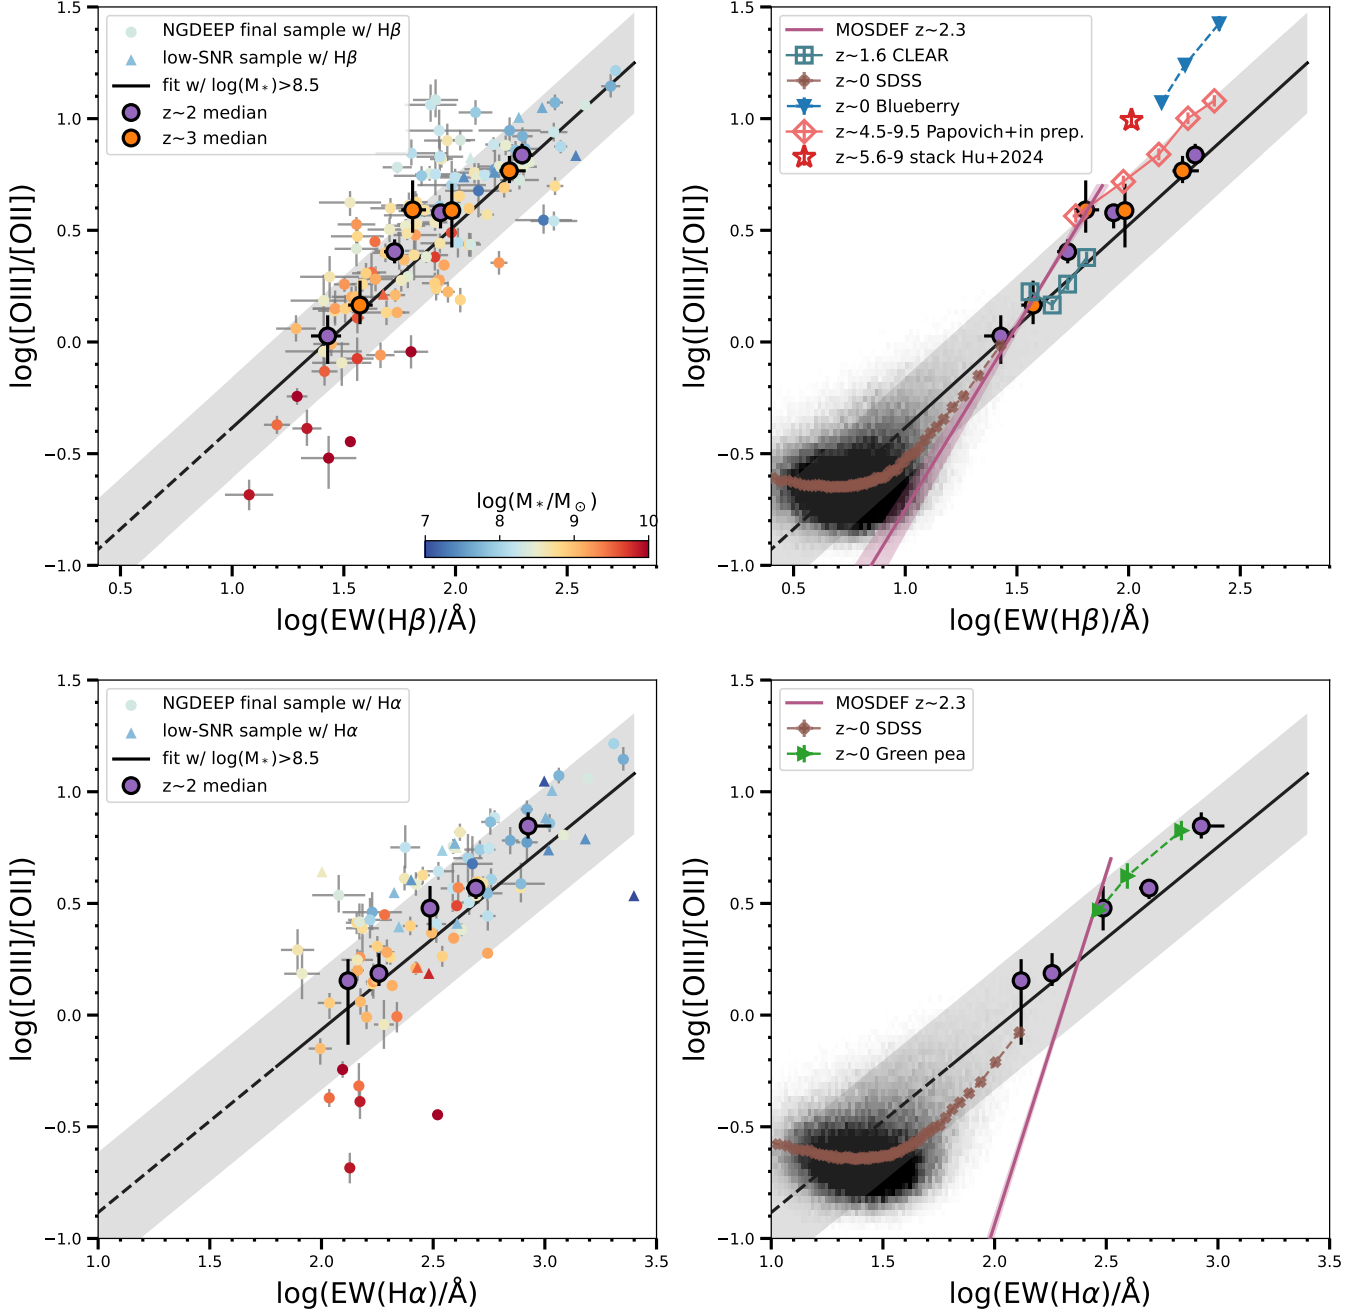 NGDEEP final sample w/ Hβ
low-SNR sample w/ Hβ
fit w/ log(M*)>8.5
z~2 median
z~3 median
log(M*/M⊙)
7 8 9 10
1.5
1.0
0.5
0.0
−0.5
−1.0
log([OIII]/[OII])
0.5 1.0 1.5 2.0 2.5
log(EW(Hβ)/Å)
MOSDEF z~2.3
z~1.6 CLEAR
z~0 SDSS
z~0 Blueberry
z~4.5-9.5 Papovich+in prep.
z~5.6-9 stack Hu+2024
1.5
1.0
0.5
0.0
−0.5
−1.0
log([OIII]/[OII])
0.5 1.0 1.5 2.0 2.5
log(EW(Hβ)/Å)
NGDEEP final sample w/ Hα
low-SNR sample w/ Hα
fit w/ log(M*)>8.5
z~2 median
1.5
1.0
0.5
0.0
−0.5
−1.0
log([OIII]/[OII])
1.0 1.5 2.0 2.5 3.0 3.5
log(EW(Hα)/Å)
MOSDEF z~2.3
z~0 SDSS
z~0 Green pea
1.5
1.0
0.5
0.0
−0.5
−1.0
log([OIII]/[OII])
1.0 1.5 2.0 2.5 3.0 3.5
log(EW(Hα)/Å)